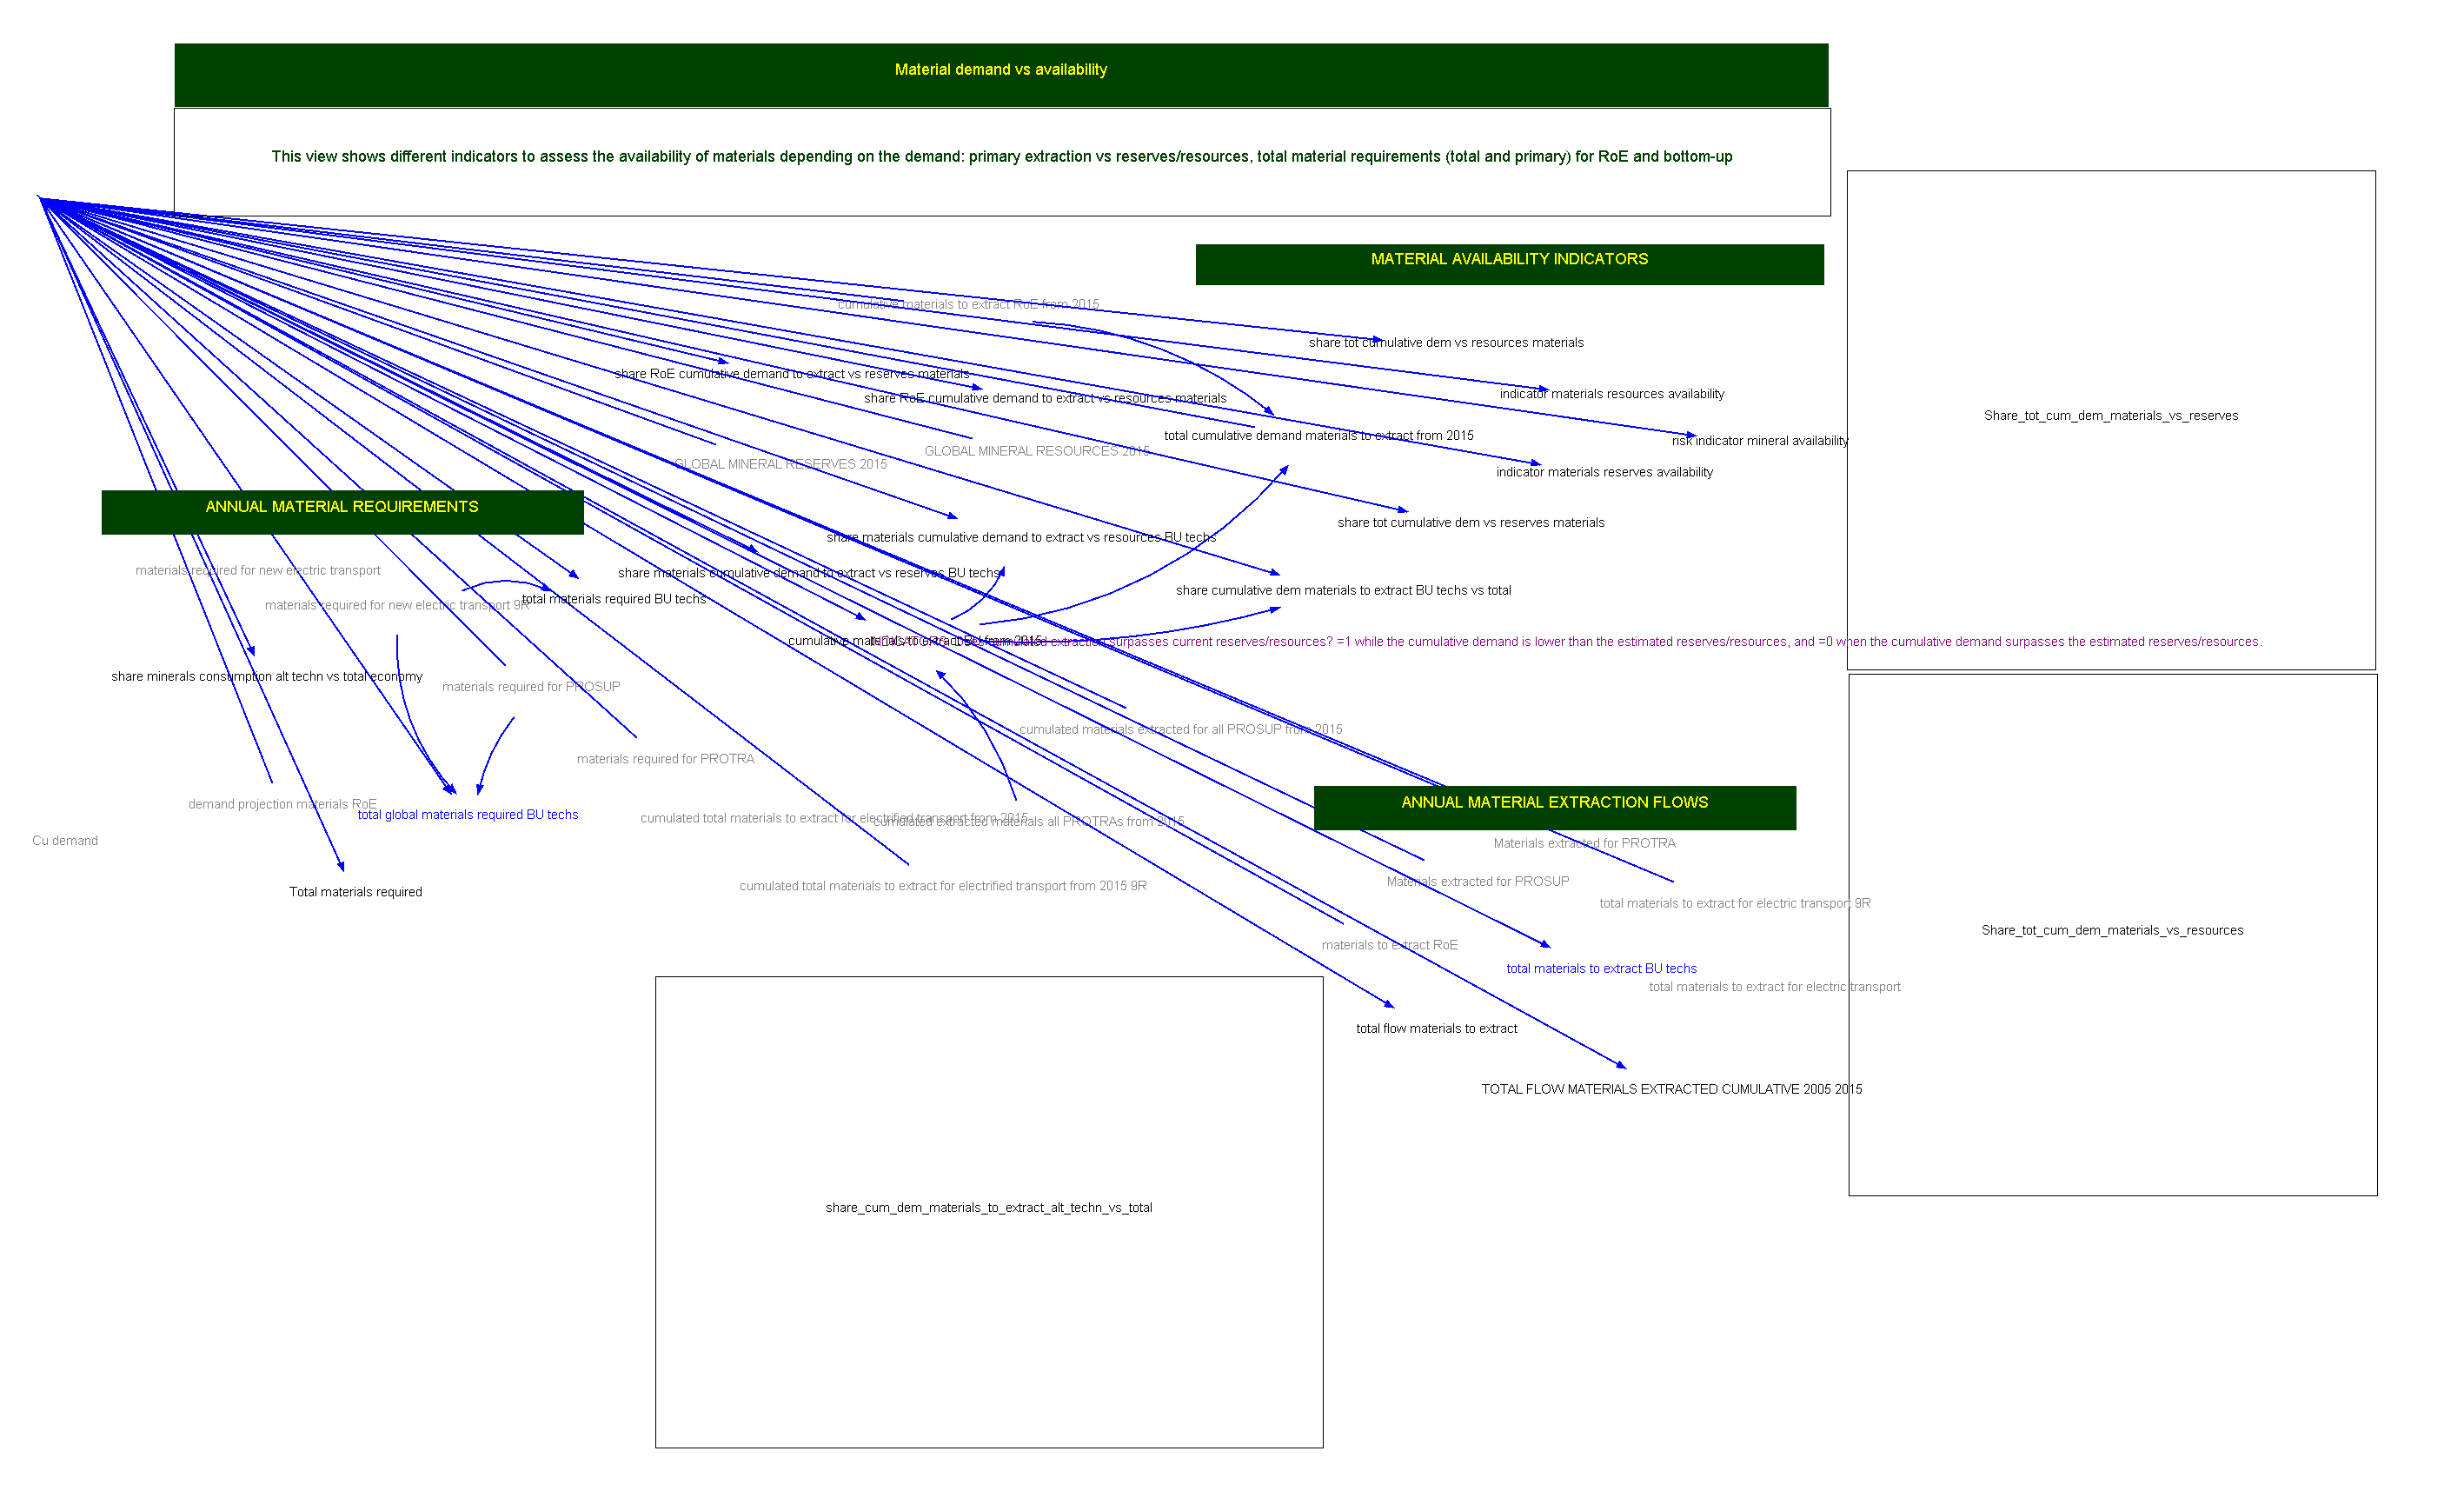 Material demand vs availability
This view shows different indicators to assess the availability of materials depending on the demand: primary extraction vs reserves/resources, total material requirements (total and primary) for RoE and bottom-up
MATERIAL AVAILABILITY INDICATORS
cumulative materials to extract RoE from 2015
share tot cumulative dem vs resources materials
share RoE cumulative demand to extract vs reserves materials
indicator materials resources availability
share RoE cumulative demand to extract vs resources materials
Share_tot_cum_dem_materials_vs_reserves
total cumulative demand materials to extract from 2015
risk indicator mineral availability
GLOBAL MINERAL RESOURCES 2015
GLOBAL MINERAL RESERVES 2015
indicator materials reserves availability
ANNUAL MATERIAL REQUIREMENTS
share tot cumulative dem vs reserves materials
share materials cumulative demand to extract vs resources BU techs
materials required for new electric transport
share materials cumulative demand to extract vs reserves BU techs
share cumulative dem materials to extract BU techs vs total
total materials required BU techs
materials required for new electric transport 9R
cumulative materials to extract BU from 2015
extraction surpasses current reserves/resources? =1 while the cumulative demand is lower than the estimated reserves/resources, and =0 when the cumulative demand surpasses the estimated reserves/resources.
share minerals consumption alt techn vs total economy
materials required for PROSUP
cumulated materials extracted for all PROSUP from 2015
materials required for PROTRA
ANNUAL MATERIAL EXTRACTION FLOWS
demand projection materials RoE
total global materials required BU techs
cumulated total materials to extract for electrified transport from 2015
cumulated extracted materials all PROTRAs from 2015
Cu demand
Materials extracted for PROTRA
Materials extracted for PROSUP
cumulated total materials to extract for electrified transport from 2015 9R
Total materials required
total materials to extract for electric transport 9R
Share_tot_cum_dem_materials_vs_resources
materials to extract RoE
total materials to extract BU techs
total materials to extract for electric transport
total flow materials to extract
TOTAL FLOW MATERIALS EXTRACTED CUMULATIVE 2005 2015
share_cum_dem_materials_to_extract_alt_techn_vs_total